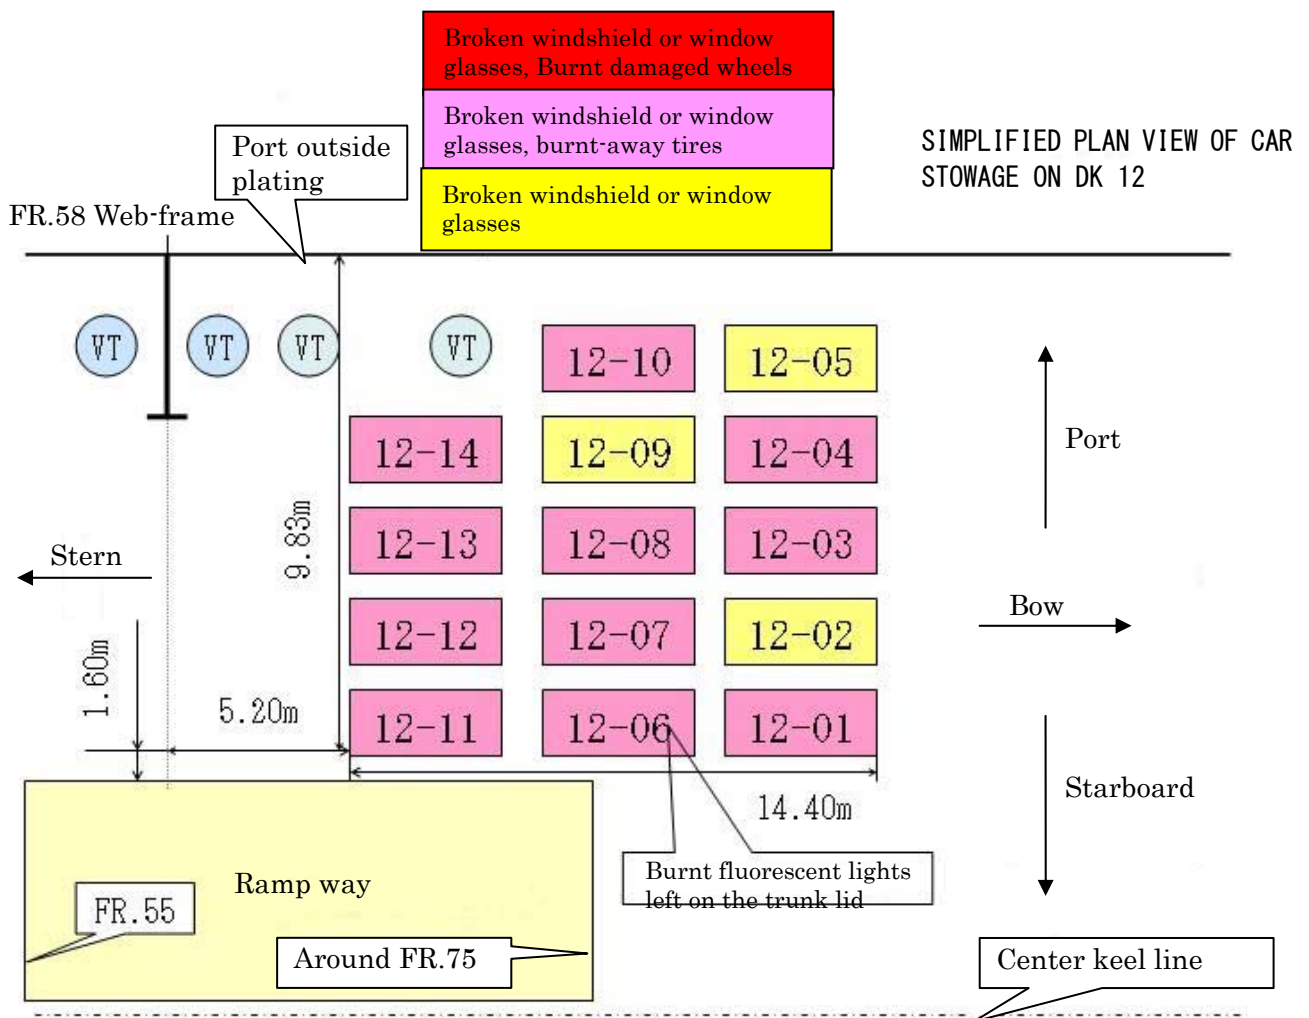 Broken windshield or window
glasses, Burnt damaged wheels
Broken windshield or window
glasses, burnt-away tires
Broken windshield or window
glasses
SIMPLIFIED PLAN VIEW OF CAR
STOWAGE ON DK 12
Port outside
plating
FR.58 Web-frame
VT
VT
VT
VT
12-10
12-05
12-14
12-09
12-04
Port
9.83m
12-13
12-08
12-03
Stern
Bow
12-12
12-07
12-02
1.60m
5.20m
12-11
12-06
12-01
Starboard
14.40m
Burnt fluorescent lights
left on the trunk lid
Ramp way
FR.55
Around FR.75
Center keel line